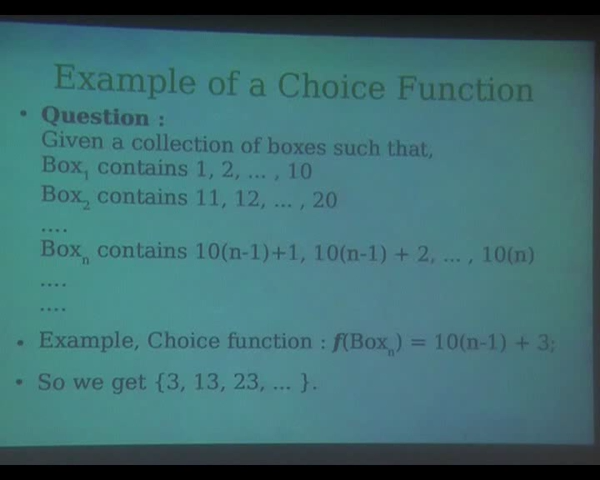 Example of a Choice Function
• Question :
Given a collection of boxes such that,
Box1 contains 1, 2, ... , 10
Box2 contains 11, 12, ... , 20
....
Boxn contains 10(n-1)+1, 10(n-1) + 2, ... , 10(n)
....
....
• Example, Choice function : f(Boxn) = 10(n-1) + 3;
• So we get {3, 13, 23, ... }.